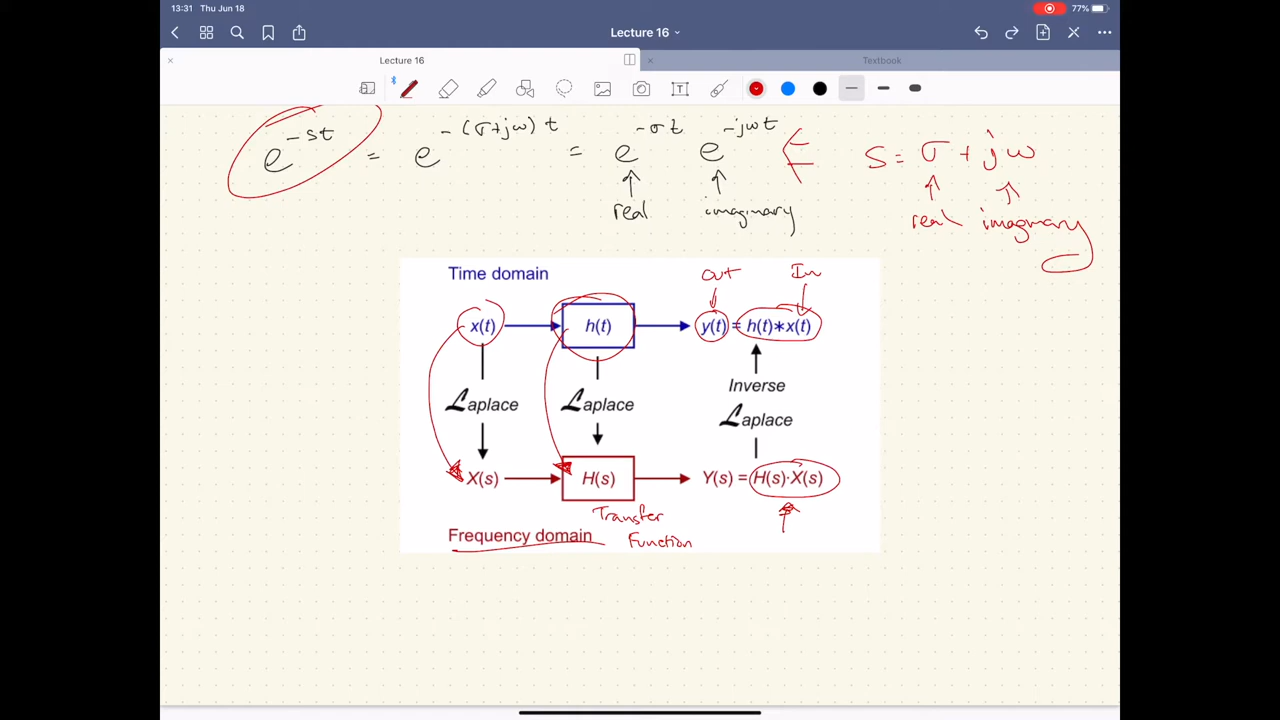 13:31 Thu Jun 18
77%
Lecture 16
Lecture 16
Textbook
e^-st = e^-(σ+jω)t = e^-σt e^-jωt
s = σ + jω
real imaginary
real imaginary
Time domain
Out
In
x(t)
h(t)
y(t) = h(t)*x(t)
Inverse
Laplace
Laplace
Laplace
X(s)
H(s)
Y(s) = H(s)·X(s)
Transfer
Function
Frequency domain